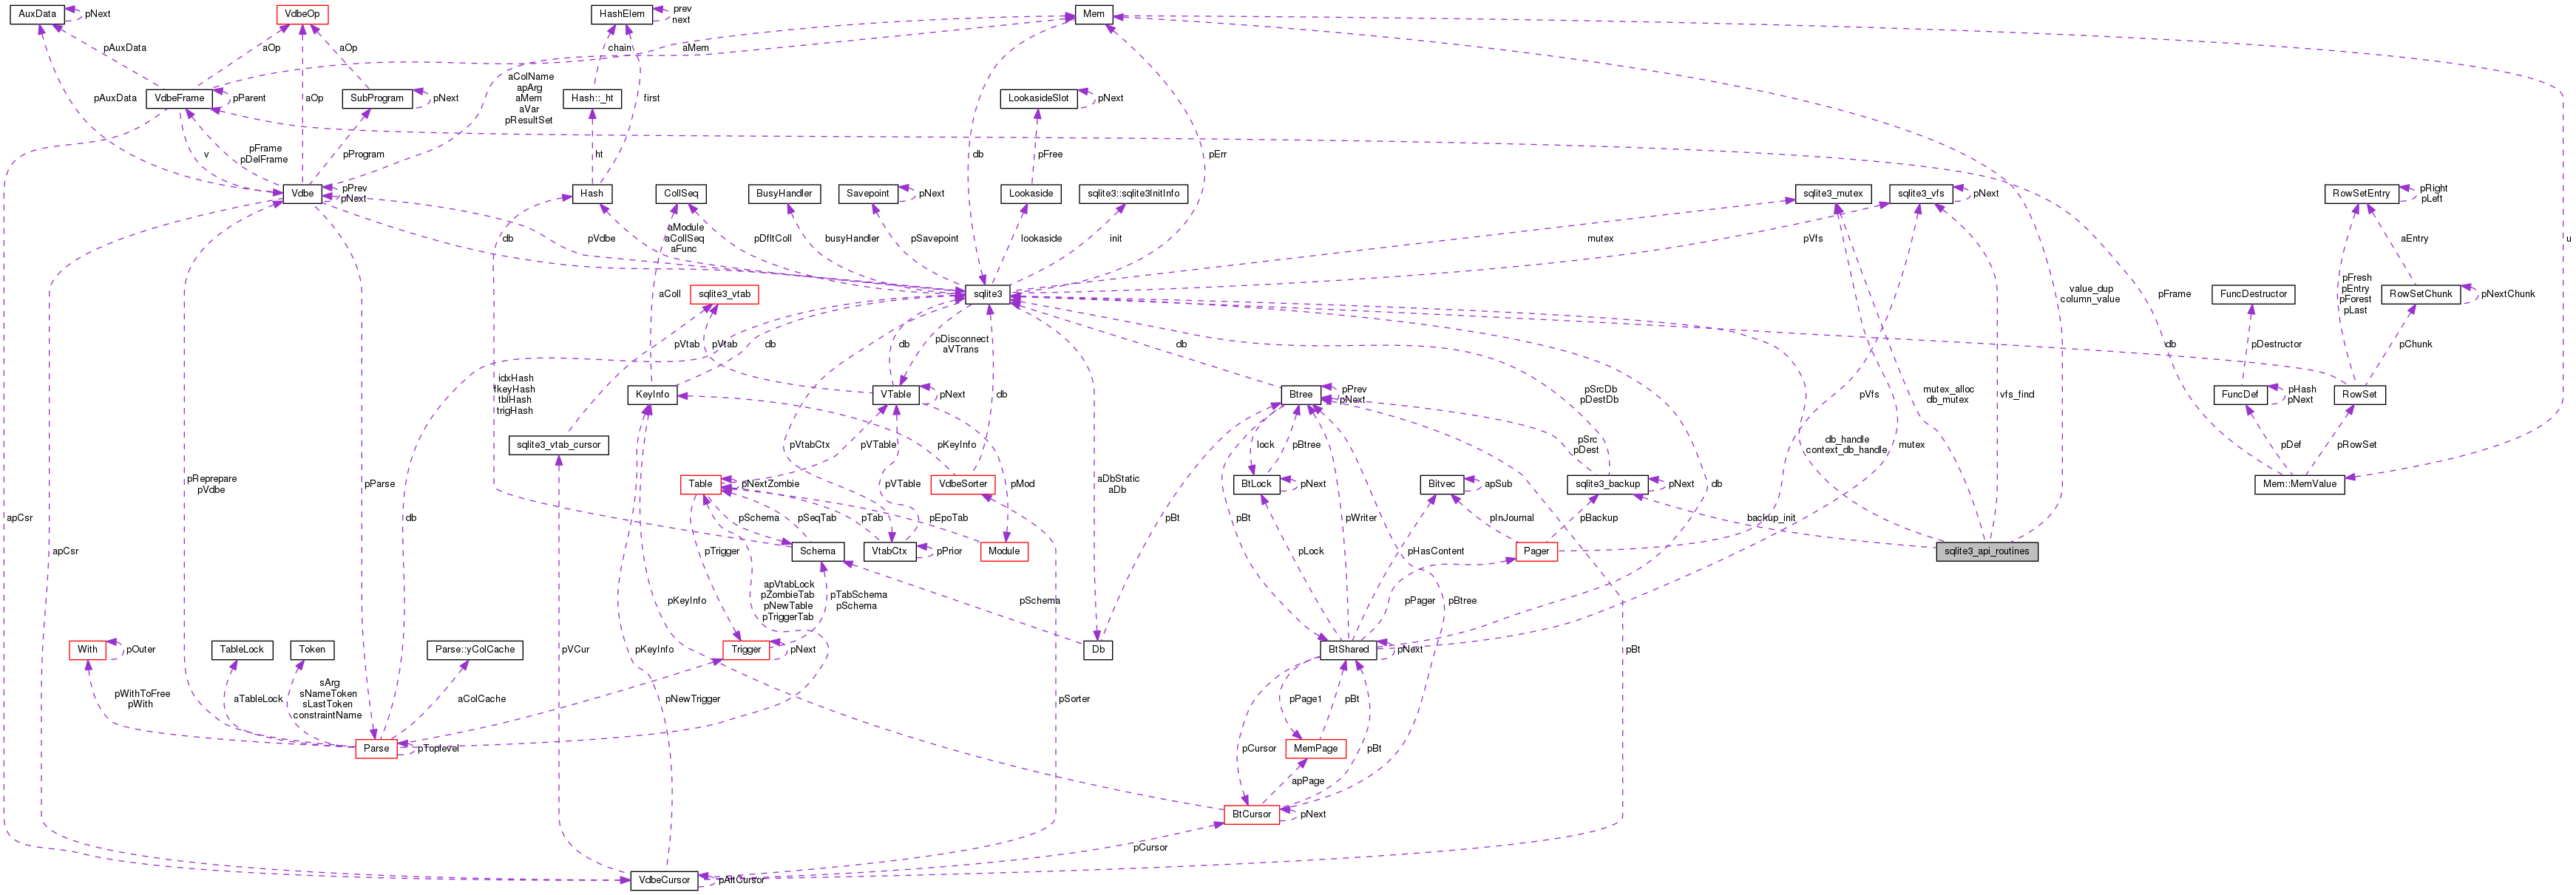 AuxData
pNext
VdbeOp
HashElem
prev
next
Mem
pAuxData
aOp
aOp
chain
aMem
VdbeFrame
pParent
SubProgram
pNext
Hash::_ht
first
aColName
apArg
aMem
aVar
pResultSet
LookasideSlot
pNext
pAuxData
aOp
v
pFrame
pDelFrame
pProgram
ht
db
pFree
pErr
u
Vdbe
pPrev
pNext
Hash
CollSeq
BusyHandler
Savepoint
pNext
Lookaside
sqlite3::sqlite3InitInfo
sqlite3_mutex
sqlite3_vfs
pNext
RowSetEntry
pRight
pLeft
db
pVdbe
aModule
aCollSeq
aFunc
pDfltColl
busyHandler
pSavepoint
lookaside
init
mutex
pVfs
aEntry
sqlite3_vtab
sqlite3
value_dup
column_value
pFrame
FuncDestructor
pFresh
pEntry
pForest
pLast
RowSetChunk
pNextChunk
aColl
pVtab
pVtab
db
db
pDisconnect
aVTrans
db
db
pDestructor
pChunk
idxHash
fkeyHash
tblHash
trigHash
KeyInfo
VTable
pNext
db
Btree
pPrev
pNext
pSrcDb
pDestDb
pVfs
mutex_alloc
db_mutex
vfs_find
FuncDef
pHash
pNext
RowSet
sqlite3_vtab_cursor
pVtabCtx
pVTable
pKeyInfo
lock
pBtree
pSrc
pDest
db_handle
context_db_handle
mutex
pDef
pRowSet
pReprepare
pVdbe
pParse
Table
pNextZombie
pVTable
VdbeSorter
pMod
aDbStatic
aDb
BtLock
pNext
Bitvec
apSub
sqlite3_backup
pNext
db
Mem::MemValue
apCsr
apCsr
db
pSchema
pSeqTab
pTab
pEpoTab
pBt
pBt
pWriter
pInJournal
pBackup
backup_init
pTrigger
Schema
VtabCtx
pPrior
Module
pLock
pHasContent
Pager
sqlite3_api_routines
pKeyInfo
apVtabLock
pZombieTab
pNewTable
pTriggerTab
pTabSchema
pSchema
pSchema
pPager
pBtree
With
pOuter
TableLock
Token
Parse::yColCache
pKeyInfo
Trigger
pNext
Db
BtShared
pNext
pBt
pVCur
pWithToFree
pWith
aTableLock
sArg
sNameToken
sLastToken
constraintName
aColCache
pNewTrigger
pSorter
pPage1
pBt
Parse
pToplevel
pCursor
MemPage
pBt
apPage
BtCursor
pNext
pCursor
VdbeCursor
pAltCursor